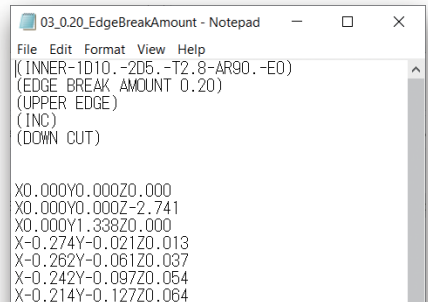 03_0.20_EdgeBreakAmount - Notepad
File Edit Format View Help
(INNER-1D10.-2D5.-T2.8-AR90.-E0)
(EDGE BREAK AMOUNT 0.20)
(UPPER EDGE)
(INC)
(DOWN CUT)
X0.000Y0.000Z0.000
X0.000Y0.000Z-2.741
X0.000Y1.338Z0.000
X-0.274Y-0.021Z0.013
X-0.262Y-0.061Z0.037
X-0.242Y-0.097Z0.054
X-0.214Y-0.127Z0.064